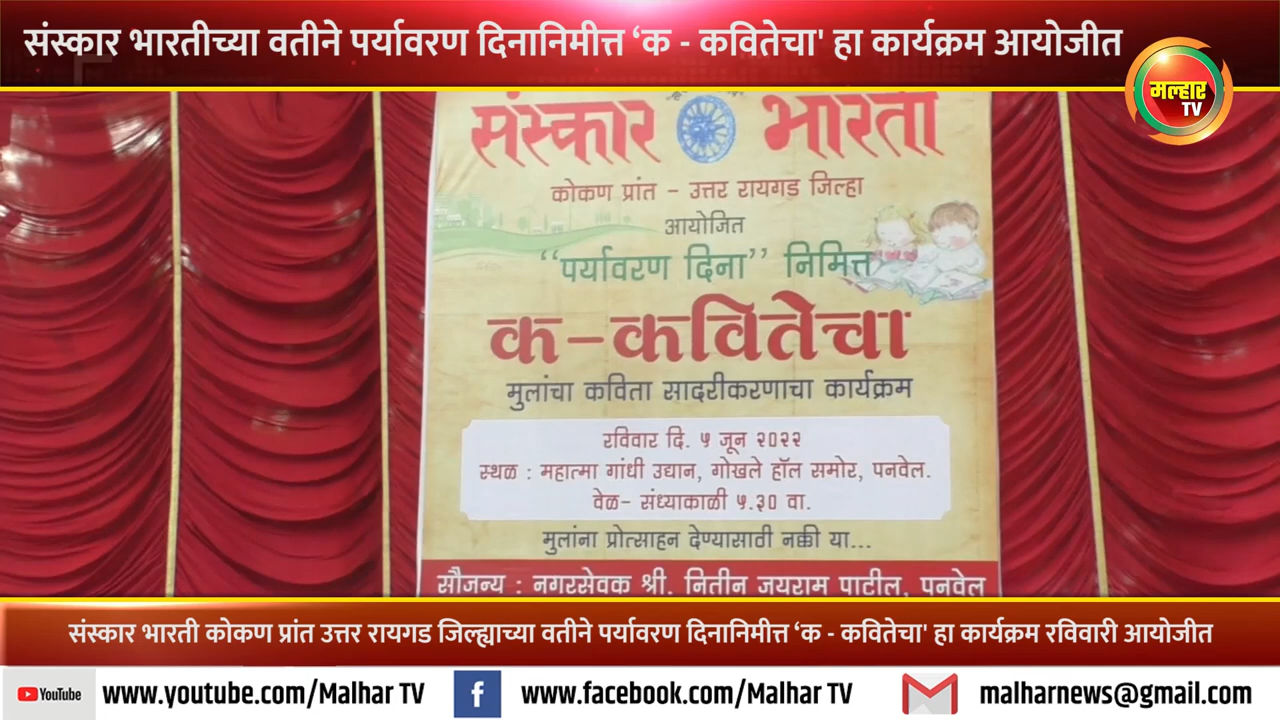 संस्कार भारतीच्या वतीने पर्यावरण दिनानिमीत्त ‘क - कवितेचा' हा कार्यक्रम आयोजीत
मल्हार
TV
संस्कार भारती
कोकण प्रांत - उत्तर रायगड जिल्हा
आयोजित
“पर्यावरण दिना” निमित्त
क-कवितेचा
मुलांचा कविता सादरीकरणाचा कार्यक्रम
रविवार दि. ५ जून २०२२
स्थळ : महात्मा गांधी उद्यान, गोखले हॉल समोर, पनवेल.
वेळ- संध्याकाळी ५.३० वा.
मुलांना प्रोत्साहन देण्यासाठी नक्की या...
सौजन्य : नगरसेवक श्री. नितीन जयराम पाटील, पनवेल
संस्कार भारती कोकण प्रांत उत्तर रायगड जिल्ह्याच्या वतीने पर्यावरण दिनानिमीत्त ‘क - कवितेचा' हा कार्यक्रम रविवारी आयोजीत
YouTube www.youtube.com/Malhar TV www.facebook.com/Malhar TV malharnews@gmail.com